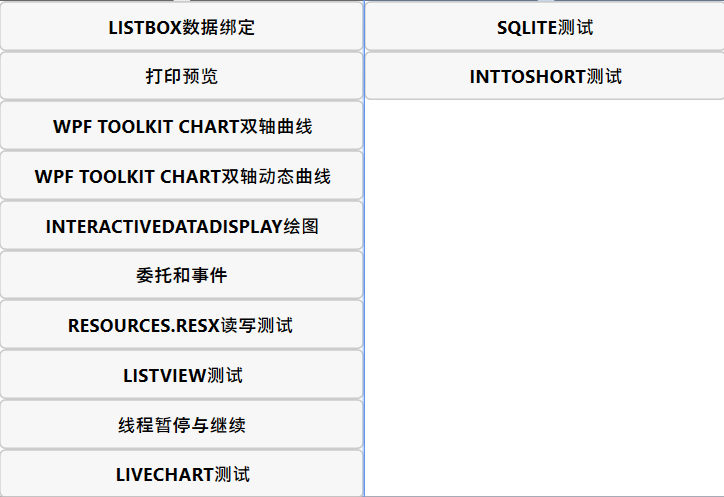 LISTBOX数据绑定
打印预览
WPF TOOLKIT CHART双轴曲线
WPF TOOLKIT CHART双轴动态曲线
INTERACTIVEDATADISPLAY绘图
委托和事件
RESOURCES.RESX读写测试
LISTVIEW测试
线程暂停与继续
LIVECHART测试
SQLITE测试
INTTOSHORT测试